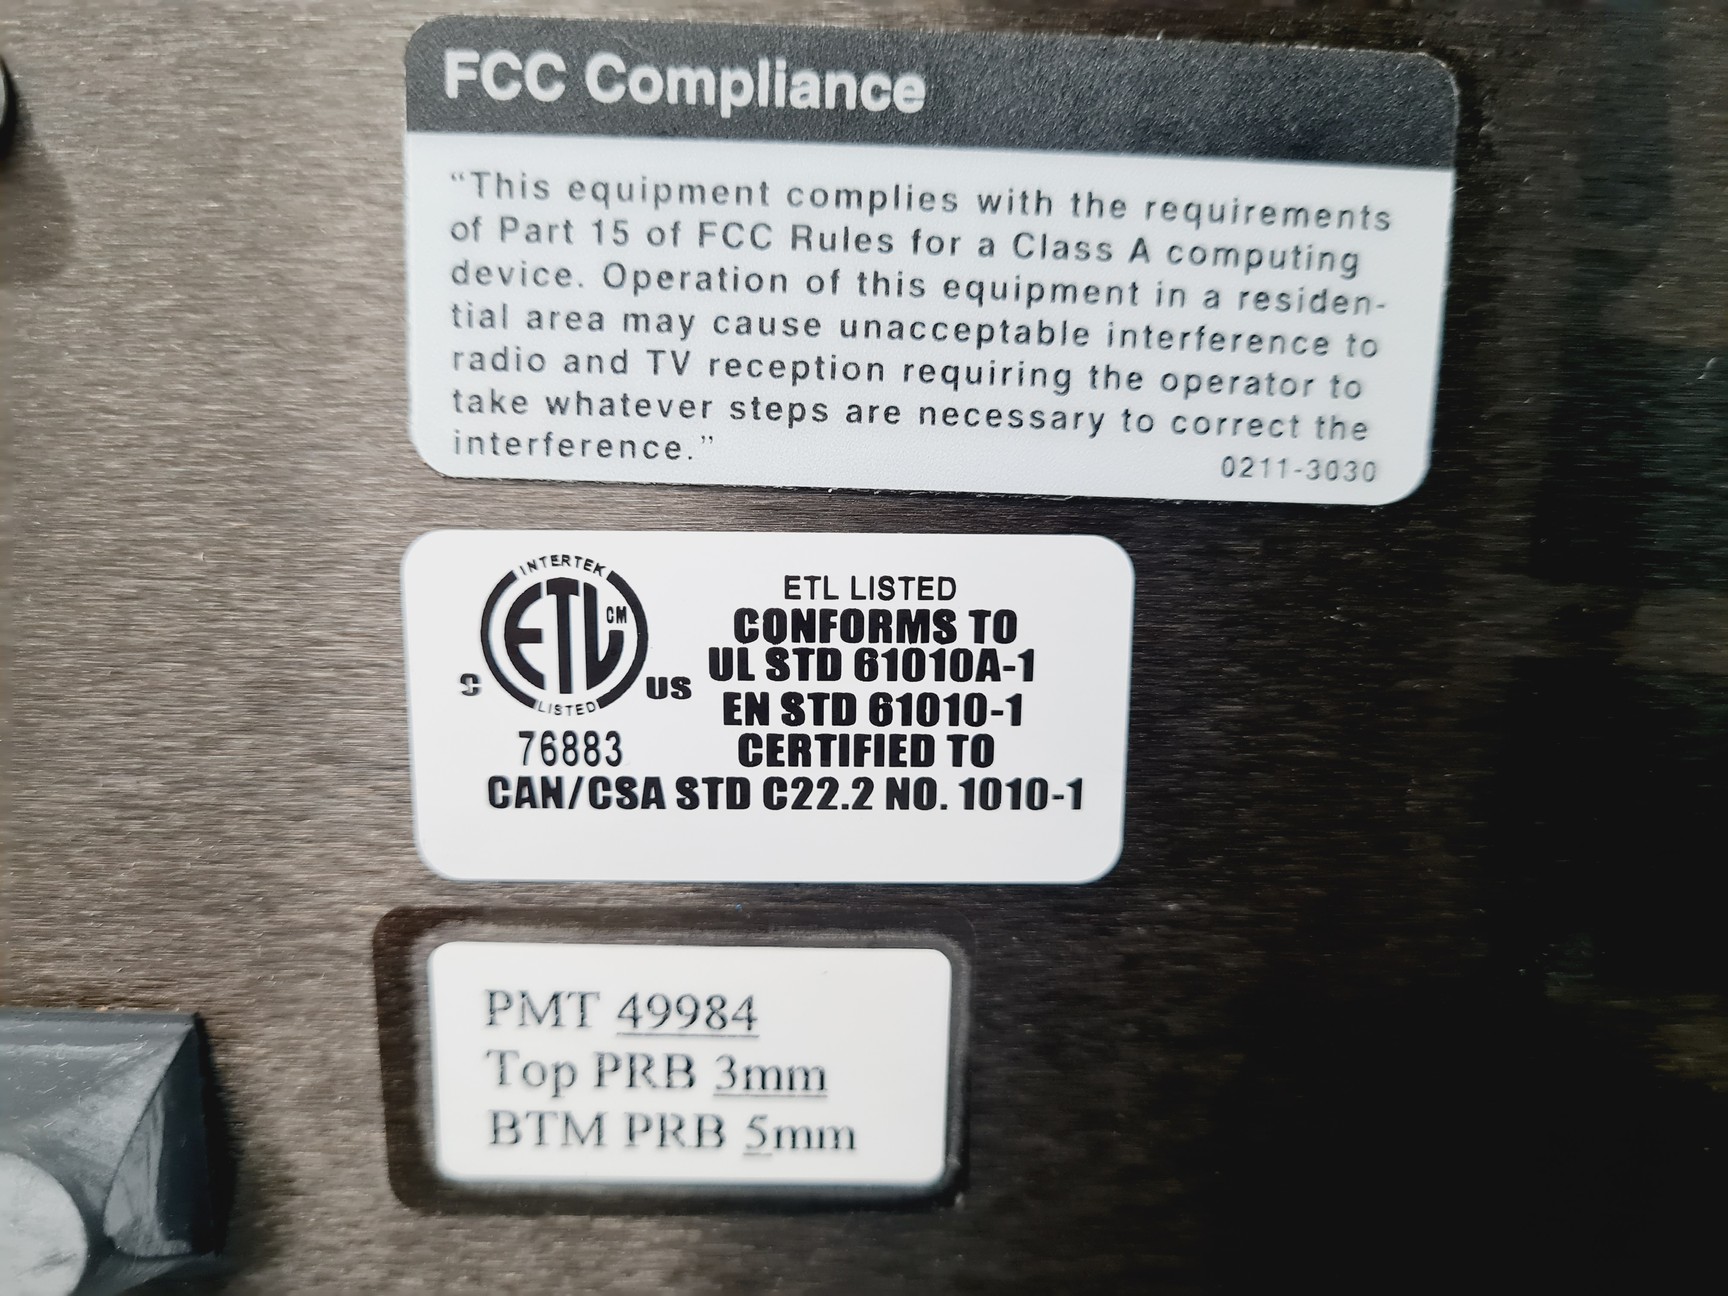 FCC Compliance
“This equipment complies with the requirements
of Part 15 of FCC Rules for a Class A computing
device. Operation of this equipment in a residen-
tial area may cause unacceptable interference to
radio and TV reception requiring the operator to
take whatever steps are necessary to correct the
interference.”
0211-3030
INTERTEK
ETL CM
C US
LISTED
76883
ETL LISTED
CONFORMS TO
UL STD 61010A-1
EN STD 61010-1
CERTIFIED TO
CAN/CSA STD C22.2 NO. 1010-1
PMT 49984
Top PRB 3mm
BTM PRB 5mm